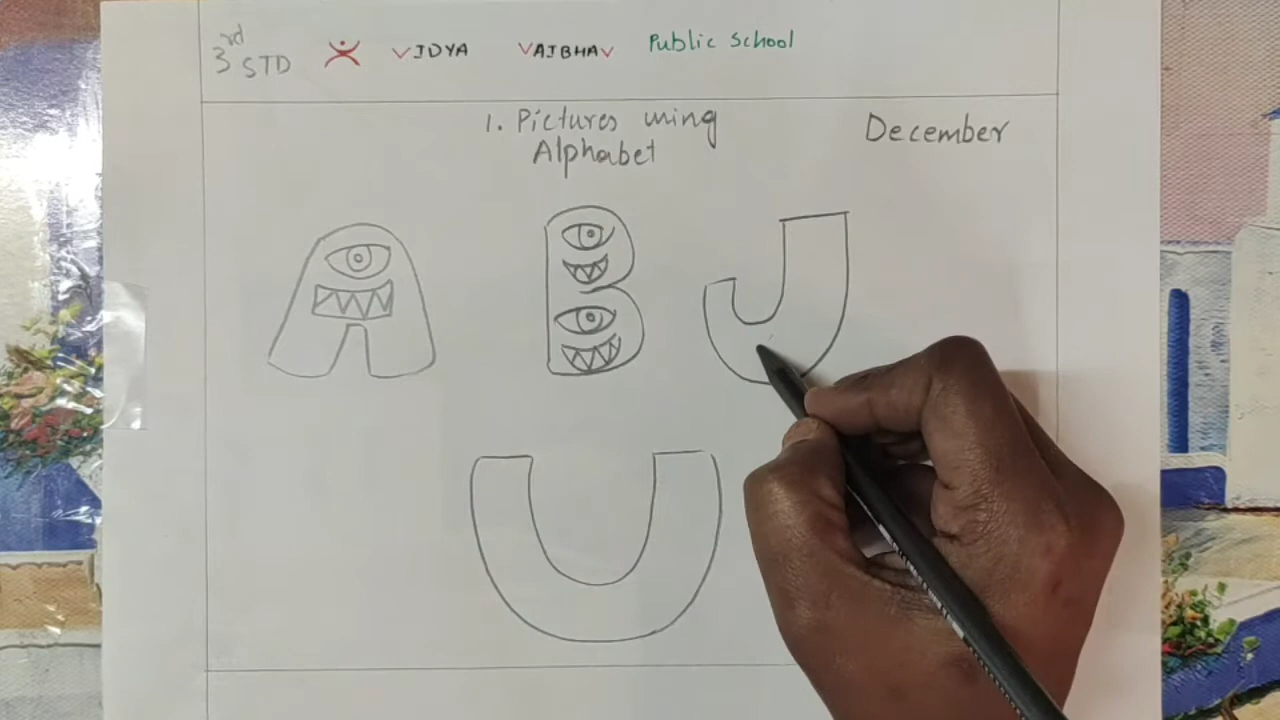 3rd STD VIDYA VAIBHAV Public School
1. Pictures using
Alphabet
December
A B J
U